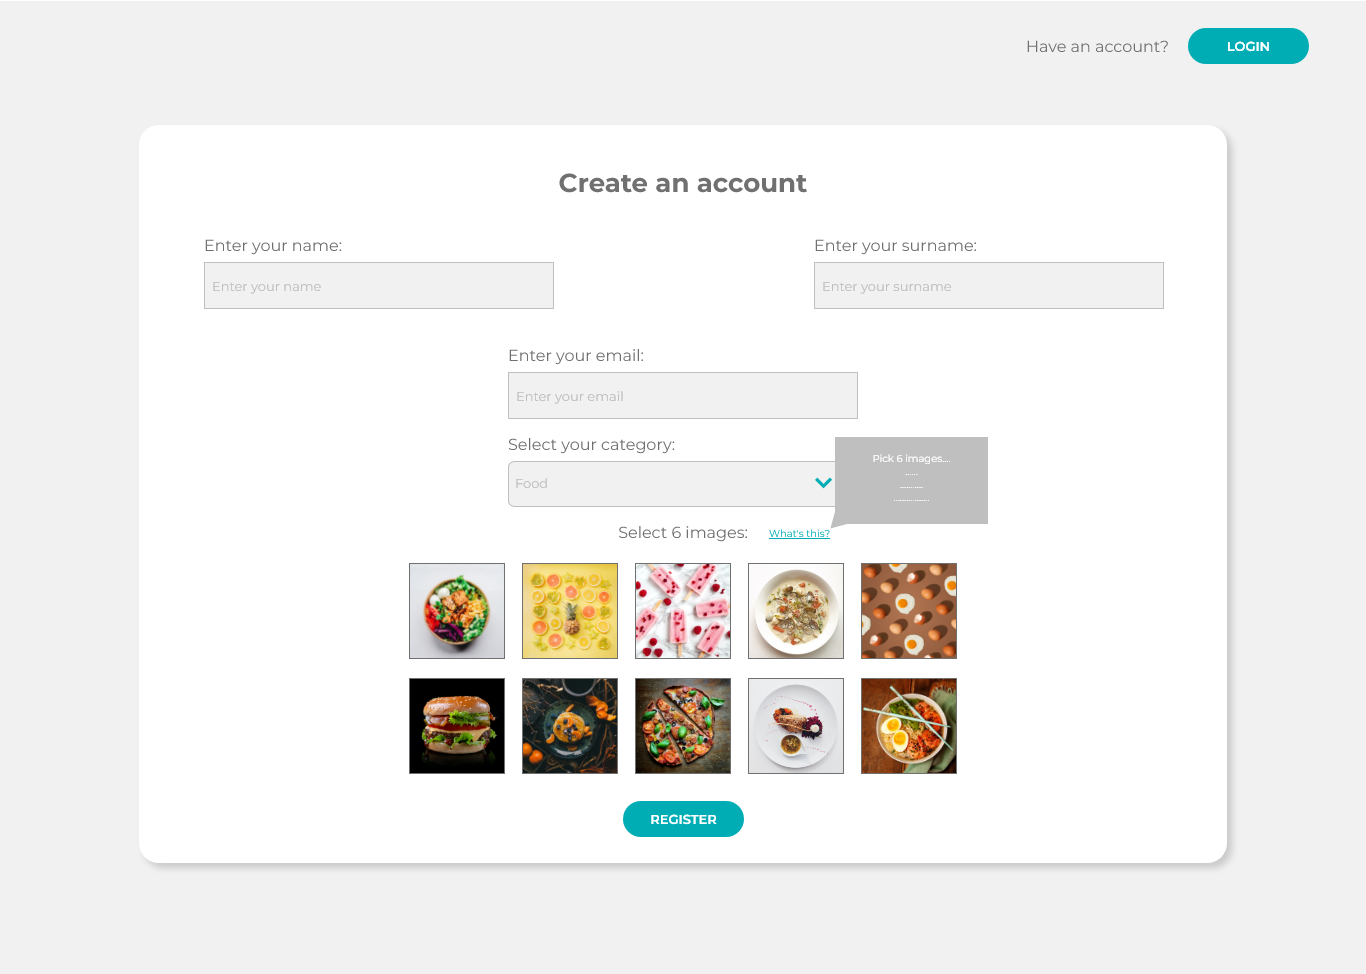 Have an account?
LOGIN
Create an account
Enter your name:
Enter your surname:
Enter your name
Enter your surname
Enter your email:
Enter your email
Select your category:
Food
Pick 6 images....
......
...........
.................
Select 6 images:
What's this?
REGISTER